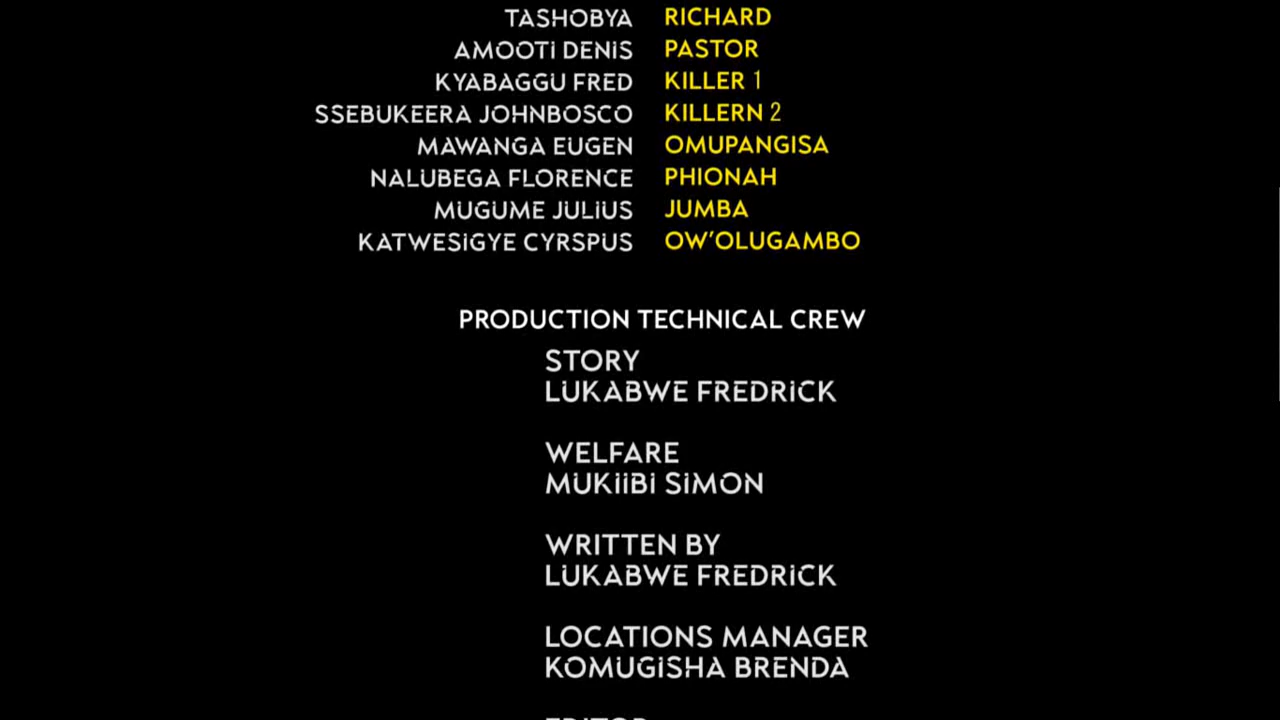 TASHOBYA RICHARD
AMOOTi DENiS PASTOR
KYABAGGU FRED KILLER 1
SSEBUKEERA JOHNBOSCO KILLERN 2
MAWANGA EUGEN OMUPANGISA
NALUBEGA FLORENCE PHIONAH
MUGUME JULiUS JUMBA
KATWESiGYE CYRSPUS OW'OLUGAMBO
PRODUCTION TECHNICAL CREW
STORY
LUKABWE FREDRiCK
WELFARE
MUKiiBi SiMON
WRITTEN BY
LUKABWE FREDRiCK
LOCATIONS MANAGER
KOMUGiSHA BRENDA